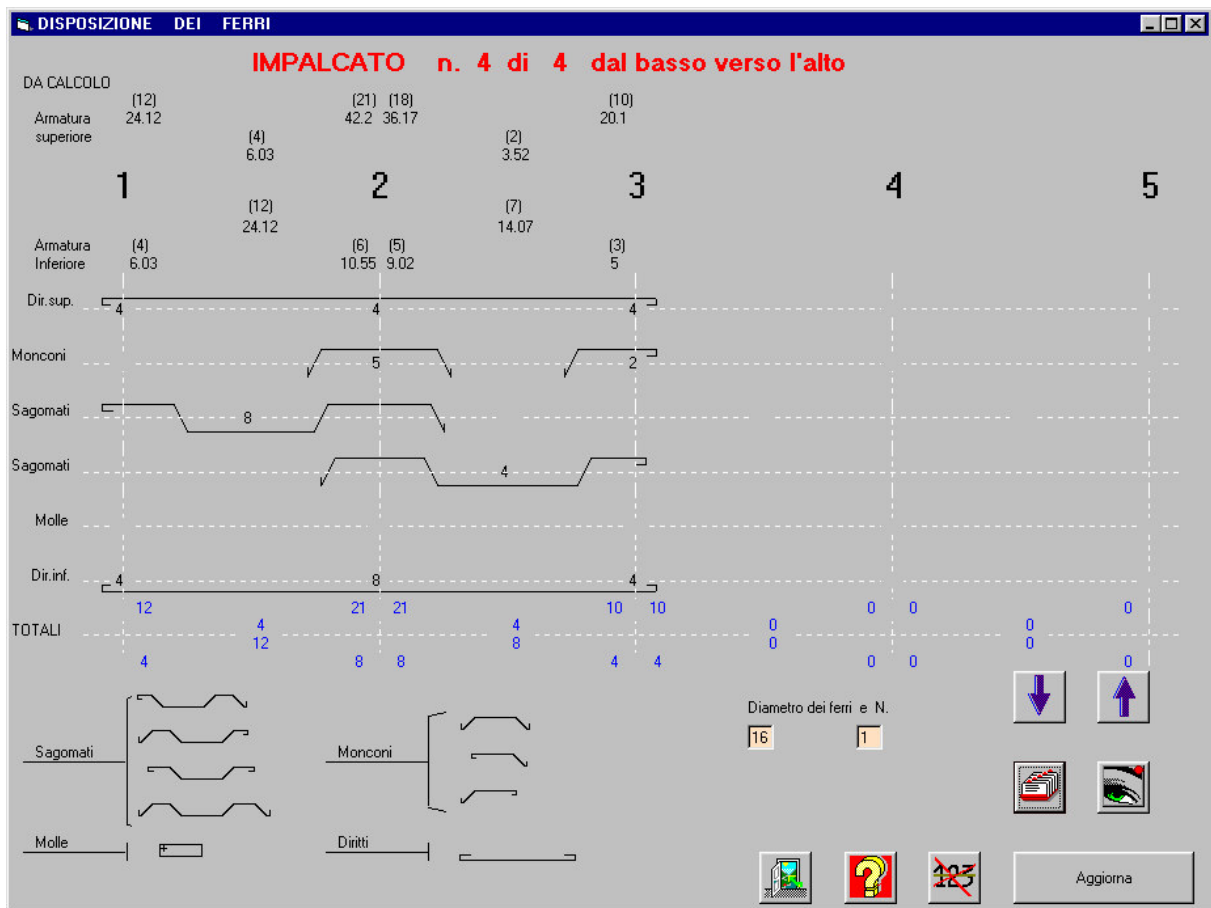 DISPOSIZIONE DEI FERRI
IMPALCATO n. 4 di 4 dal basso verso l'alto
DA CALCOLO
(12) (21) (18) (10)
Armatura 24.12 42.2 36.17 20.1
superiore (4) (2)
6.03 3.52
1 2 3 4 5
(12) (7)
24.12 14.07
Armatura (4) (6) (5) (3)
Inferiore 6.03 10.55 9.02 5
Dir.sup.
4 4 4
Monconi 5 2
Sagomati 8
Sagomati 4
Molle
Dir.inf. 4 8 4
12 21 21 10 10 0 0 0
TOTALI 4 4 0 0
12 8 0 0
4 8 8 4 4 0 0 0
Diametro dei ferri e N.
16 1
Sagomati Monconi
Molle Diritti
+
? 123 Aggiorna